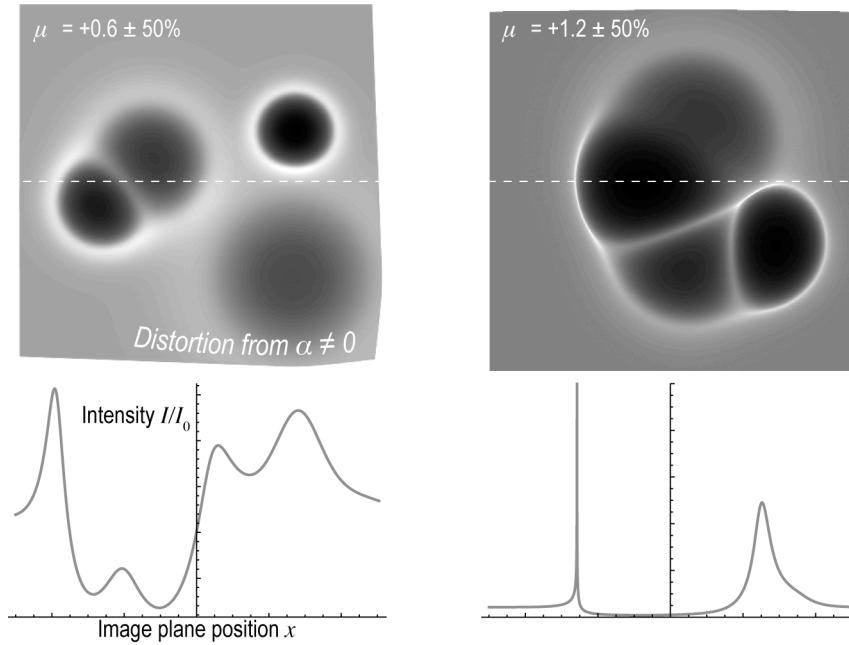 μ = +0.6 ± 50%
μ = +1.2 ± 50%
Distortion from α ≠ 0
Intensity I/I₀
Image plane position x